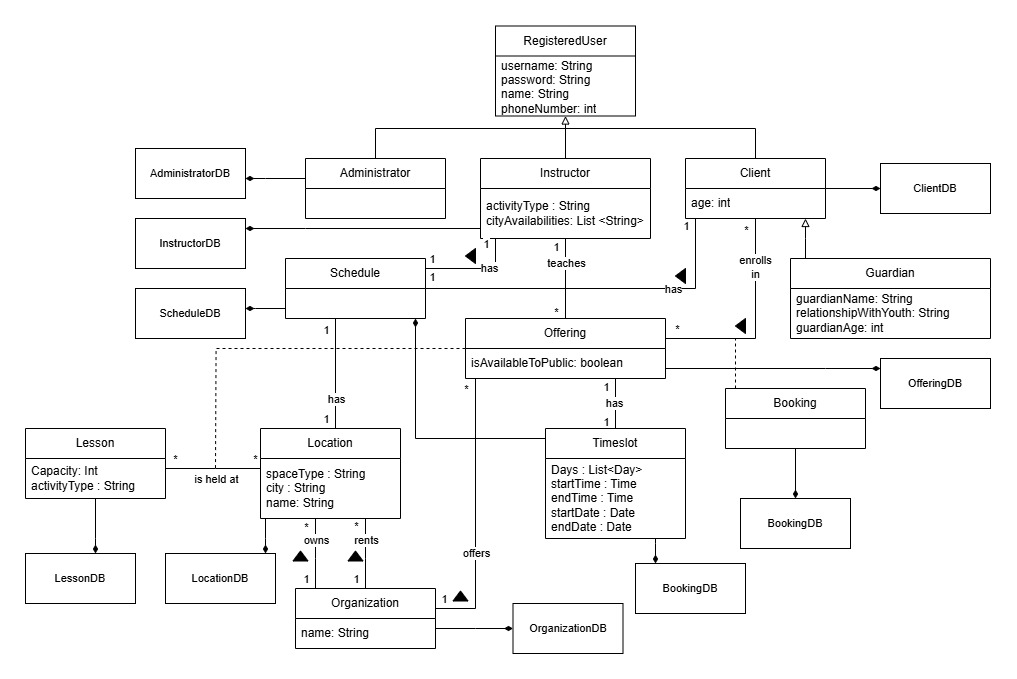 RegisteredUser
username: String
password: String
name: String
phoneNumber: int
AdministratorDB
Administrator
Instructor
activityType : String
cityAvailabilities: List <String>
Client
age: int
ClientDB
InstructorDB
1
has
1
1
teaches
*
1
has
1
*
enrolls
in
*
Schedule
ScheduleDB
Guardian
guardianName: String
relationshipWithYouth: String
guardianAge: int
Offering
isAvailableToPublic: boolean
OfferingDB
1
has
1
*
1
has
1
Booking
Lesson
Capacity: Int
activityType : String
*
is held at
*
Location
spaceType : String
city : String
name: String
Timeslot
Days : List<Day>
startTime : Time
endTime : Time
startDate : Date
endDate : Date
BookingDB
*
owns
1
*
rents
1
offers
1
LessonDB
LocationDB
BookingDB
Organization
name: String
OrganizationDB